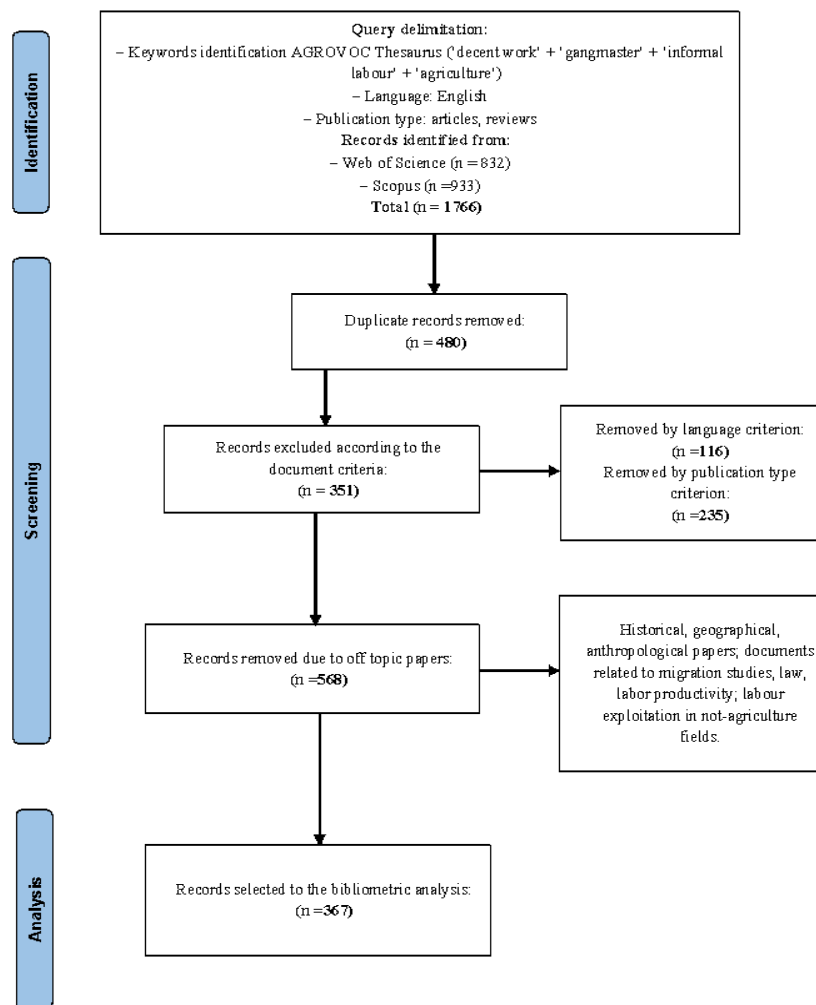 Identification
Query delimitation:
– Keywords identification AGROVOC Thesaurus ('decent work' + 'gangmaster' + 'informal
labour' + 'agriculture')
– Language: English
– Publication type: articles, reviews
Records identified from:
– Web of Science (n = 832)
– Scopus (n =933)
Total (n = 1766)
Screening
Duplicate records removed:
(n = 480)
Records excluded according to the
document criteria:
(n = 351)
Removed by language criterion:
(n =116)
Removed by publication type
criterion:
(n =235)
Records removed due to off topic papers:
(n =568)
Historical, geographical,
anthropological papers; documents
related to migration studies, law,
labor productivity; labour
exploitation in not-agriculture
fields.
Analysis
Records selected to the bibliometric analysis:
(n=367)